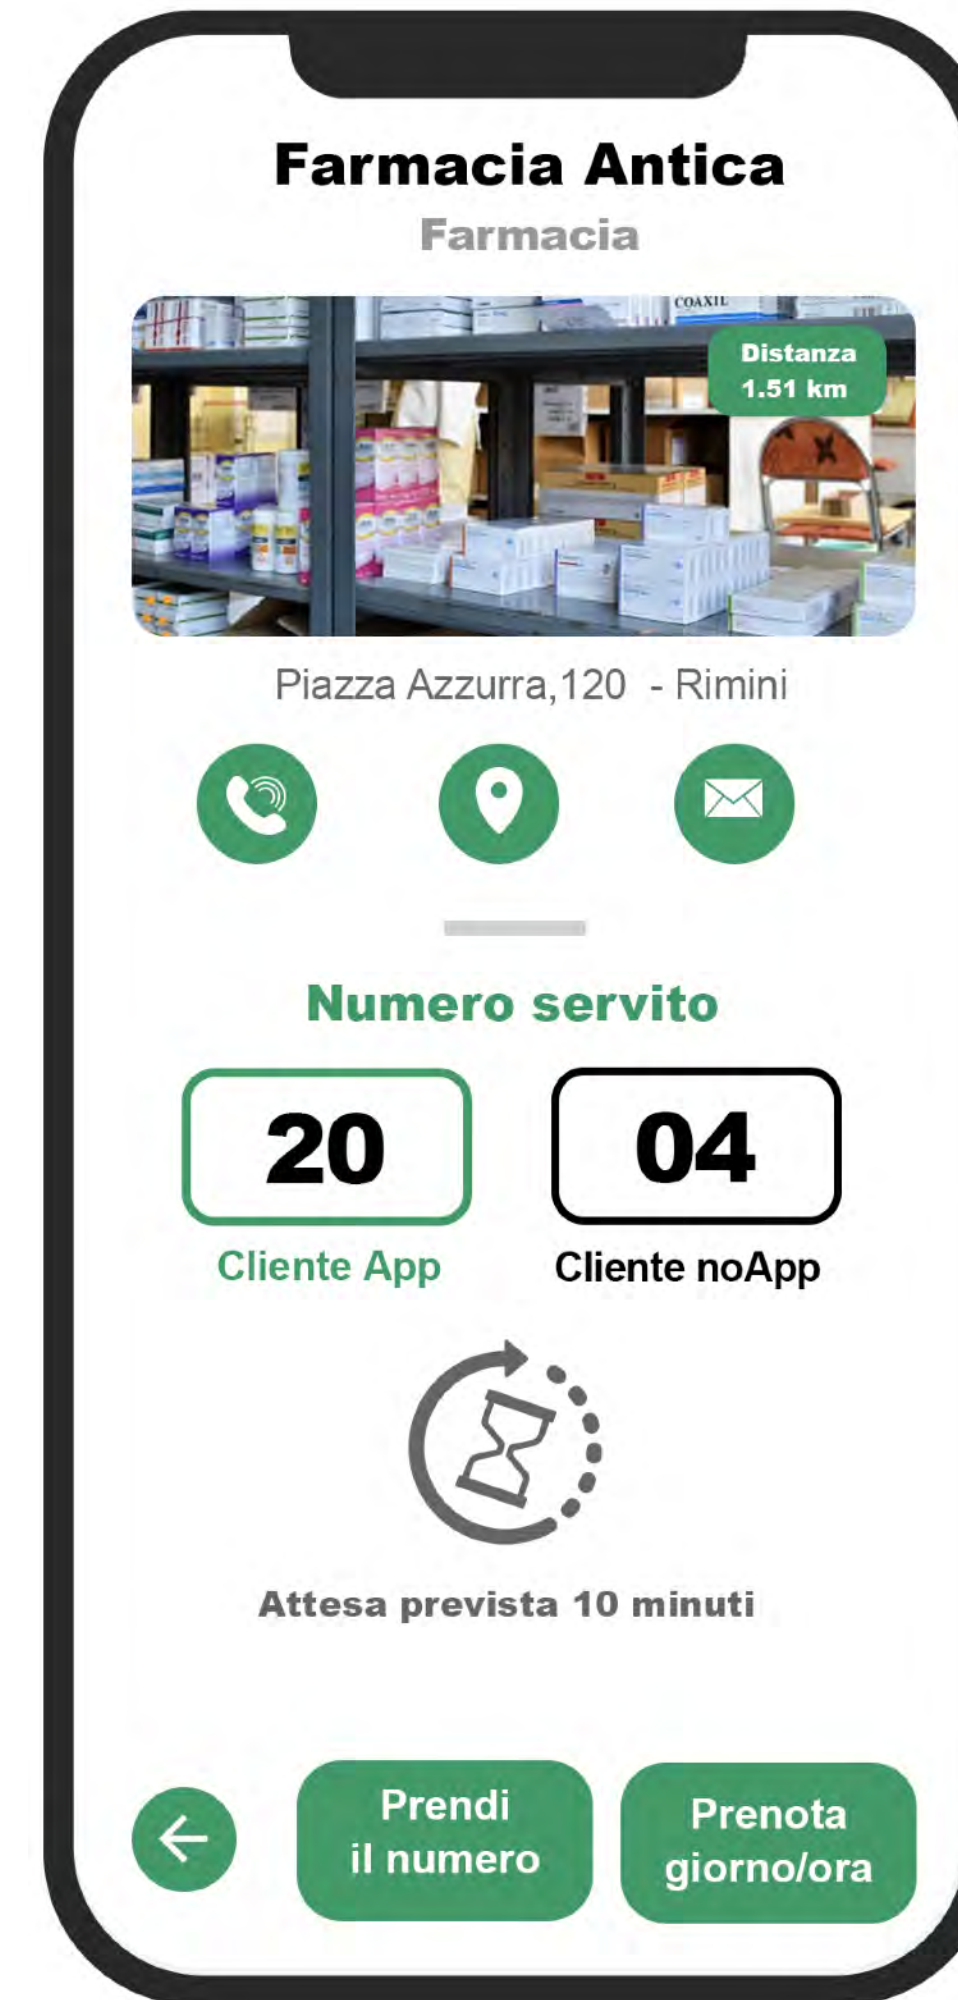 Farmacia Antica
Farmacia
COAXIL
Distanza
1.51 km
Piazza Azzurra,120 - Rimini
Numero servito
20
04
Cliente App
Cliente noApp
Attesa prevista 10 minuti
Prendi
il numero
Prenota
giorno/ora